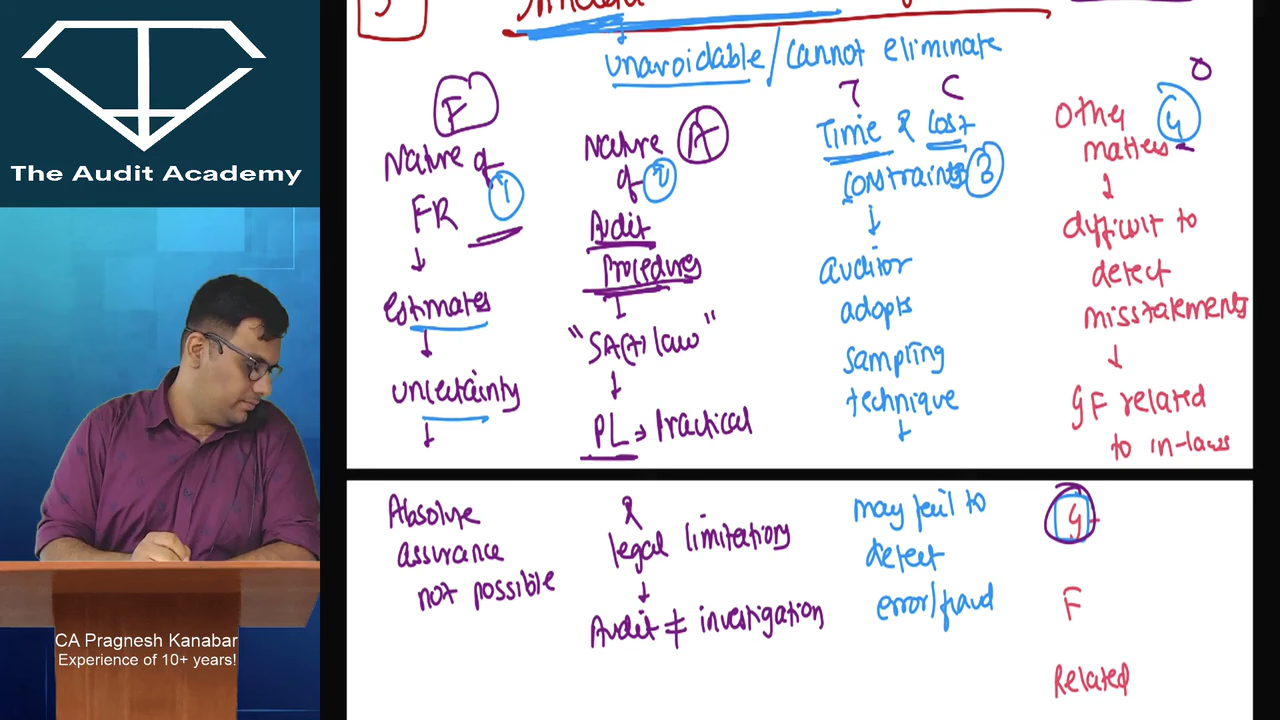 The Audit Academy
CA Pragnesh Kanabar
Experience of 10+ years!
unavoidable/cannot eliminate
F
Nature of
FR 1
estimates
uncertainty
Absolute
assurance
not possible
Nature A
of 2
Audit
Procedures
"SA(+) law"
PL → Practical
&
legal limitations
Audit ≠ investigation
T C
Time & Cost
constraints 3
auditor
adopts
sampling
technique
may fail to
detect
error/fraud
O
Other 4
matters
difficult to
detect
misstatements
GF related
to in-laws
G
F
Related